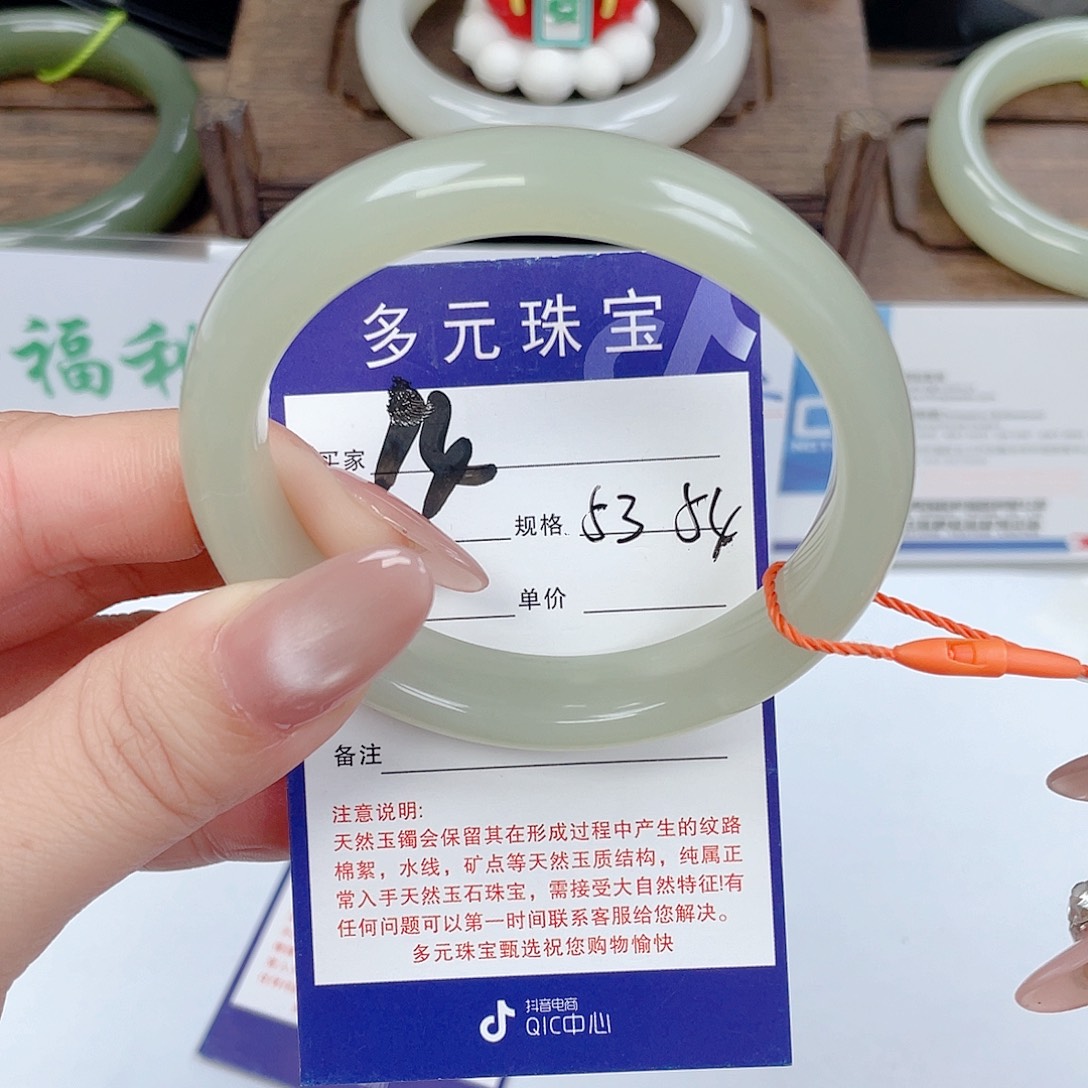 福利
多元珠宝
买家 14
规格 53 54
单价
备注
注意说明:
天然玉镯会保留其在形成过程中产生的纹路
棉絮，水线，矿点等天然玉质结构，纯属正
常入手天然玉石珠宝，需接受大自然特征!有
任何问题可以第一时间联系客服给您解决。
多元珠宝甄选祝您购物愉快
抖音电商
QIC中心